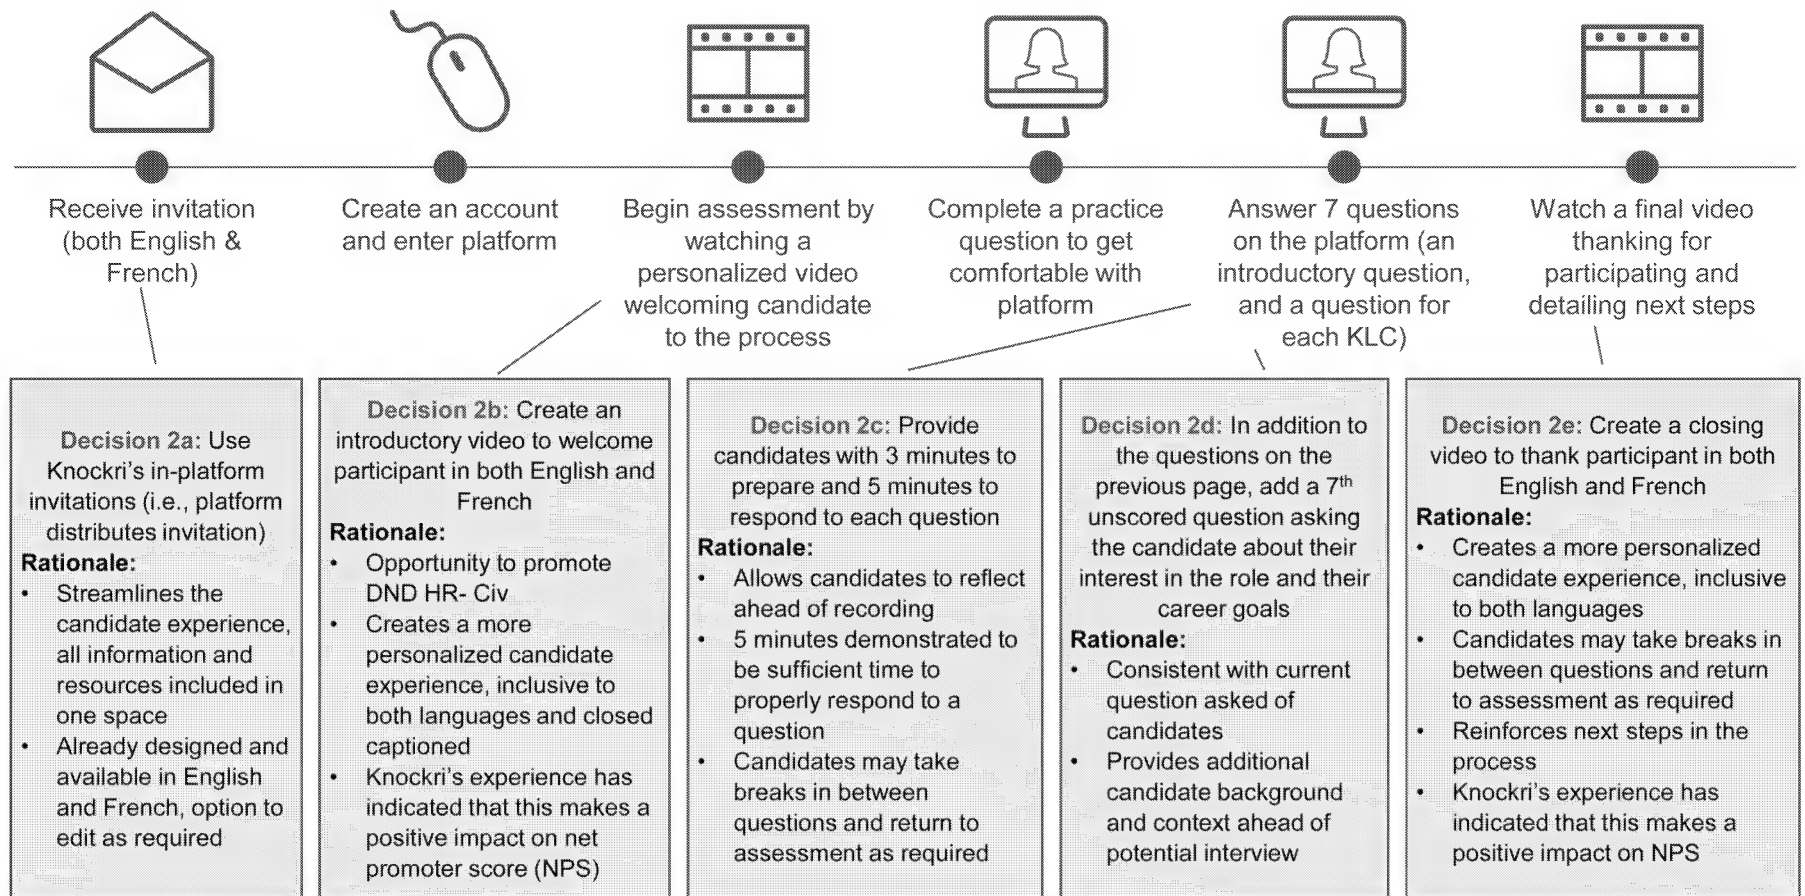 Receive invitation
(both English &
French)
Create an account
and enter platform
Begin assessment by
watching a
personalized video
welcoming candidate
to the process
Complete a practice
question to get
comfortable with
platform
Answer 7 questions
on the platform (an
introductory question,
and a question for
each KLC)
Watch a final video
thanking for
participating and
detailing next steps
Decision 2a: Use
Knockri's in-platform
invitations (i.e., platform
distributes invitation)
Rationale:
• Streamlines the
candidate experience,
all information and
resources included in
one space
• Already designed and
available in English
and French, option to
edit as required
Decision 2b: Create an
introductory video to welcome
participant in both English and
French
Rationale:
• Opportunity to promote
DND HR- Civ
• Creates a more
personalized candidate
experience, inclusive to
both languages and closed
captioned
• Knockri's experience has
indicated that this makes a
positive impact on net
promoter score (NPS)
Decision 2c: Provide
candidates with 3 minutes to
prepare and 5 minutes to
respond to each question
Rationale:
• Allows candidates to reflect
ahead of recording
• 5 minutes demonstrated to
be sufficient time to
properly respond to a
question
• Candidates may take
breaks in between
questions and return to
assessment as required
Decision 2d: In addition to
the questions on the
previous page, add a 7th
unscored question asking
the candidate about their
interest in the role and their
career goals
Rationale:
• Consistent with current
question asked of
candidates
• Provides additional
candidate background
and context ahead of
potential interview
Decision 2e: Create a closing
video to thank participant in both
English and French
Rationale:
• Creates a more personalized
candidate experience, inclusive
to both languages
• Candidates may take breaks in
between questions and return
to assessment as required
• Reinforces next steps in the
process
• Knockri's experience has
indicated that this makes a
positive impact on NPS